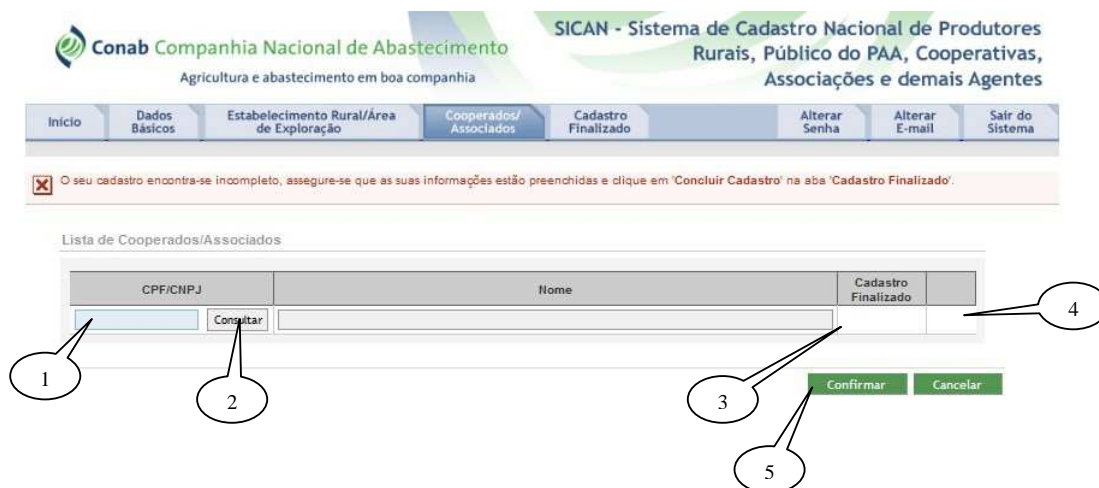 Conab Companhia Nacional de Abastecimento
Agricultura e abastecimento em boa companhia
SICAN - Sistema de Cadastro Nacional de Produtores
Rurais, Público do PAA, Cooperativas,
Associações e demais Agentes
Início
Dados
Básicos
Estabelecimento Rural/Área
de Exploração
Cooperados/
Associados
Cadastro
Finalizado
Alterar
Senha
Alterar
E-mail
Sair do
Sistema
O seu cadastro encontra-se incompleto, assegure-se que as suas informações estão preenchidas e clique em 'Concluir Cadastro' na aba 'Cadastro Finalizado'.
Lista de Cooperados/Associados
CPF/CNPJ
Nome
Cadastro
Finalizado
Consultar
4
1
2
3
Confirmar
Cancelar
5